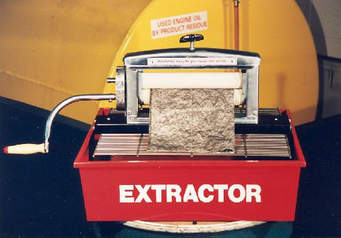 USED ENGINE OIL
BY PRODUCT RESIDUE
EXTRACTOR